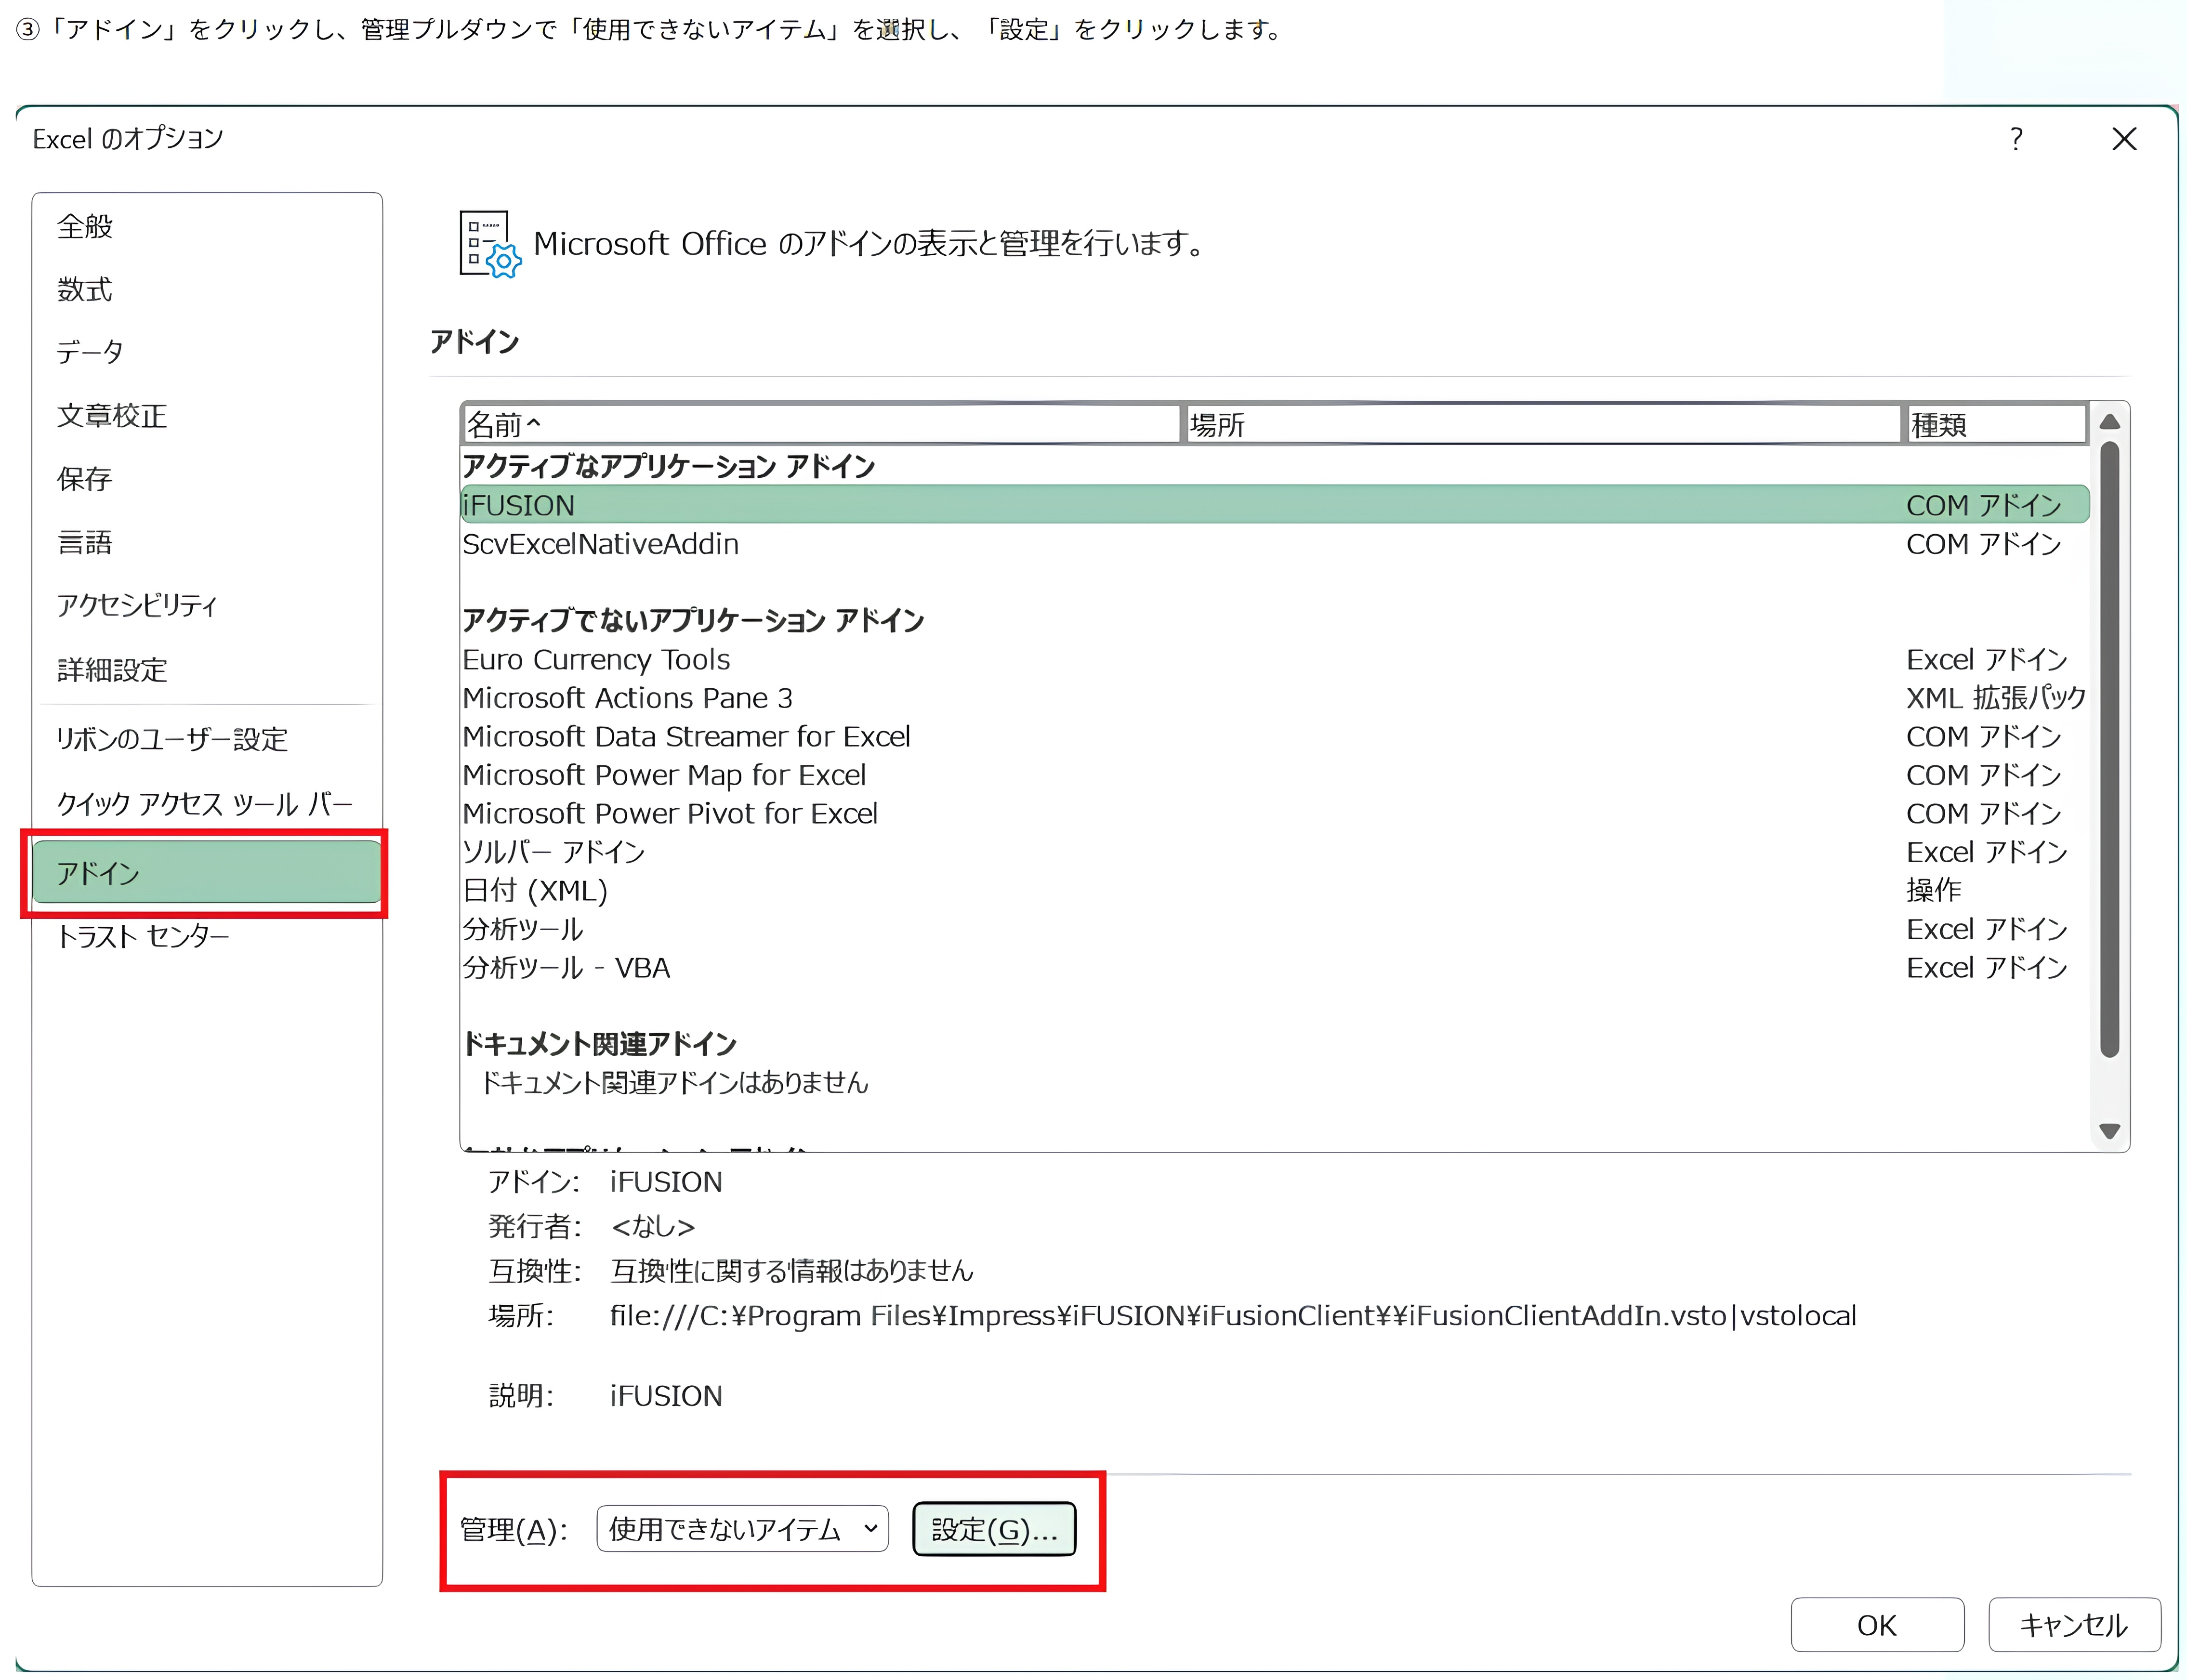 ③「アドイン」をクリックし、管理プルダウンで「使用できないアイテム」を選択し、「設定」をクリックします。
Excel のオプション
?
全般
数式
データ
文章校正
保存
言語
アクセシビリティ
詳細設定
リボンのユーザー設定
クイック アクセス ツール バー
アドイン
トラスト センター
Microsoft Office のアドインの表示と管理を行います。
アドイン
名前 場所 種類
アクティブなアプリケーション アドイン
iFUSION COM アドイン
ScvExcelNativeAddin COM アドイン
アクティブでないアプリケーション アドイン
Euro Currency Tools Excel アドイン
Microsoft Actions Pane 3 XML 拡張パック
Microsoft Data Streamer for Excel COM アドイン
Microsoft Power Map for Excel COM アドイン
Microsoft Power Pivot for Excel COM アドイン
ソルバー アドイン Excel アドイン
日付 (XML) 操作
分析ツール Excel アドイン
分析ツール - VBA Excel アドイン
ドキュメント関連アドイン
ドキュメント関連アドインはありません
アドイン: iFUSION
発行者: <なし>
互換性: 互換性に関する情報はありません
場所: file:///C:¥Program Files¥Impress¥iFUSION¥iFusionClient¥¥iFusionClientAddIn.vsto|vstolocal
説明: iFUSION
管理(A): 使用できないアイテム 設定(G)...
OK キャンセル